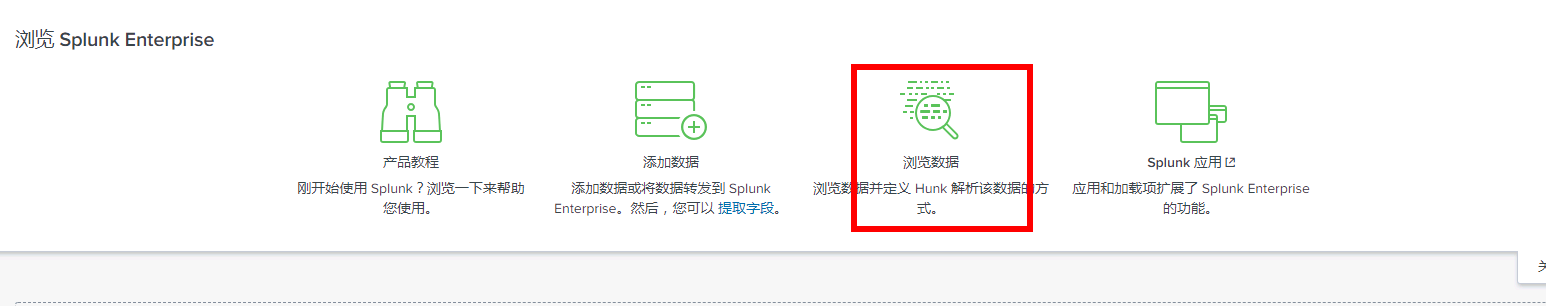 浏览 Splunk Enterprise
产品教程
刚开始使用 Splunk？浏览一下来帮助
您使用。
添加数据
添加数据或将数据转发到 Splunk
Enterprise。然后，您可以 提取字段。
浏览数据
浏览数据并定义 Hunk 解析该数据的方
式。
Splunk 应用
应用和加载项扩展了 Splunk Enterprise
的功能。